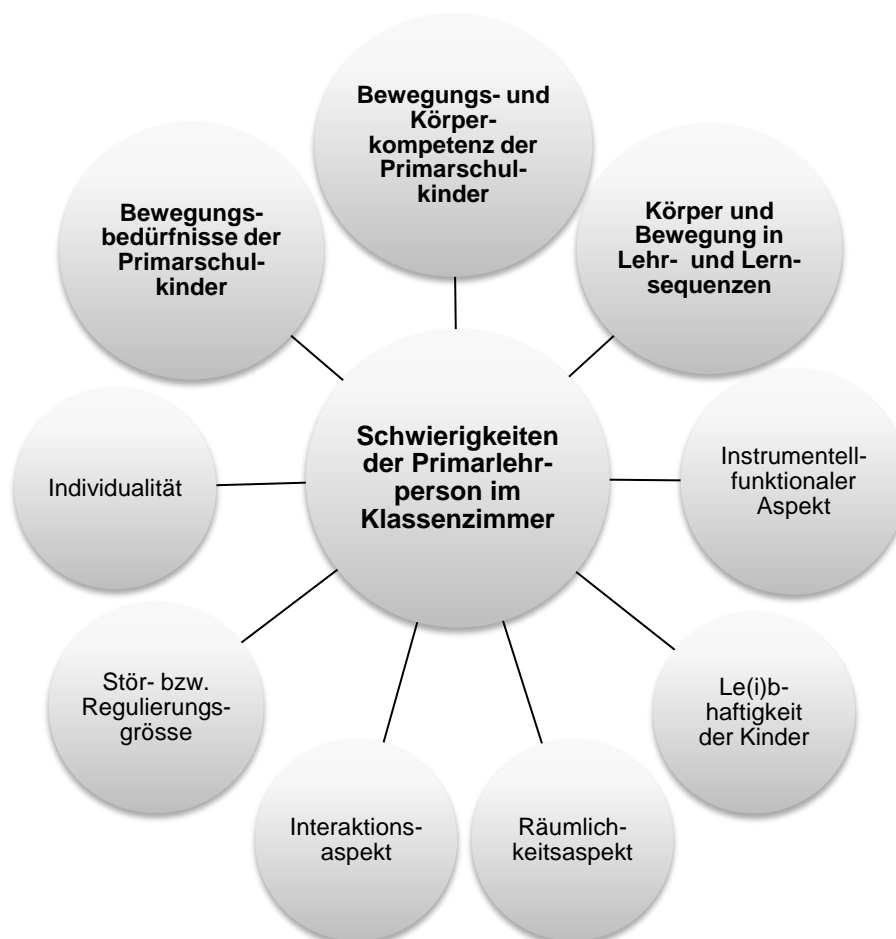 Bewegungs- und
Körper-
kompetenz der
Primarschul-
kinder
Bewegungs-
bedürfnisse der
Primarschul-
kinder
Körper und
Bewegung in
Lehr- und Lern-
sequenzen
Schwierigkeiten
der Primarlehr-
person im
Klassenzimmer
Individualität
Instrumentell-
funktionaler
Aspekt
Stör- bzw.
Regulierungs-
grösse
Le(i)b-
haftigkeit
der Kinder
Interaktions-
aspekt
Räumlich-
keitsaspekt